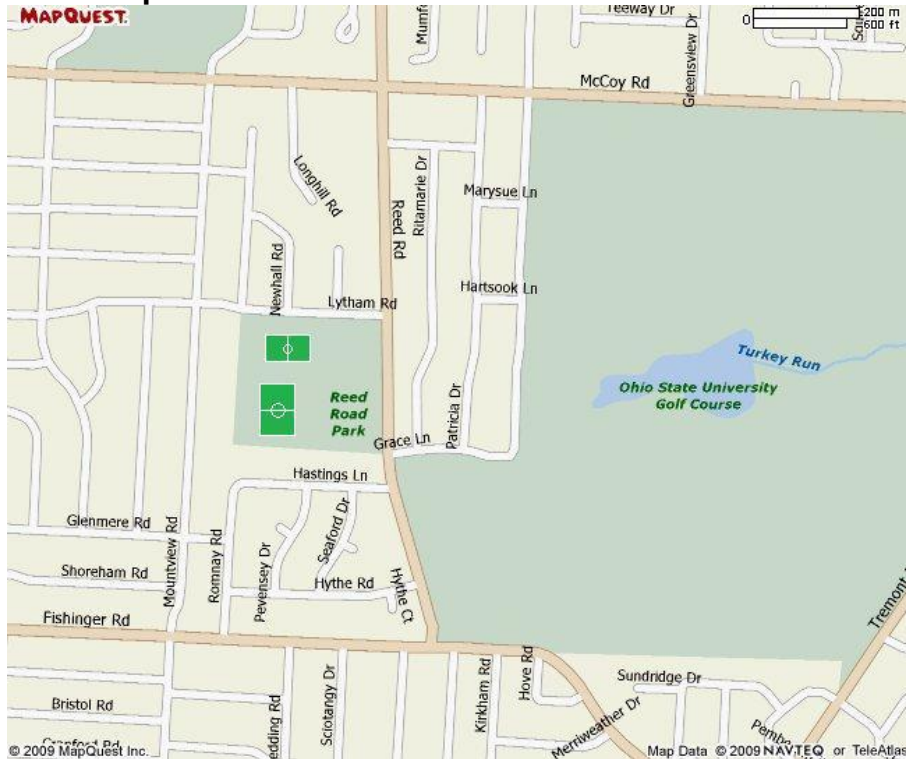 MAPQUEST.
0
200 m
600 ft
Teeway Dr
Greensview Dr
McCoy Rd
Longhill Rd
Reed Rd
Ritamarie Dr
Marysue Ln
Newhall Rd
Hartsook Ln
Lytham Rd
Turkey Run
Ohio State University
Golf Course
Reed
Road
Park
Patricia Dr
Grace Ln
Hastings Ln
Seaford Dr
Glenmere Rd
Mountview Rd
Romnay Rd
Pevensey Dr
Shoreham Rd
Hythe Rd
Hythe Ct
Fishinger Rd
Tremont
Sciotangy Dr
Kirkham Rd
Hove Rd
Sundridge Dr
Bristol Rd
Merriweather Dr
© 2009 MapQuest Inc.
Map Data © 2009 NAVTEQ or TeleAtlas